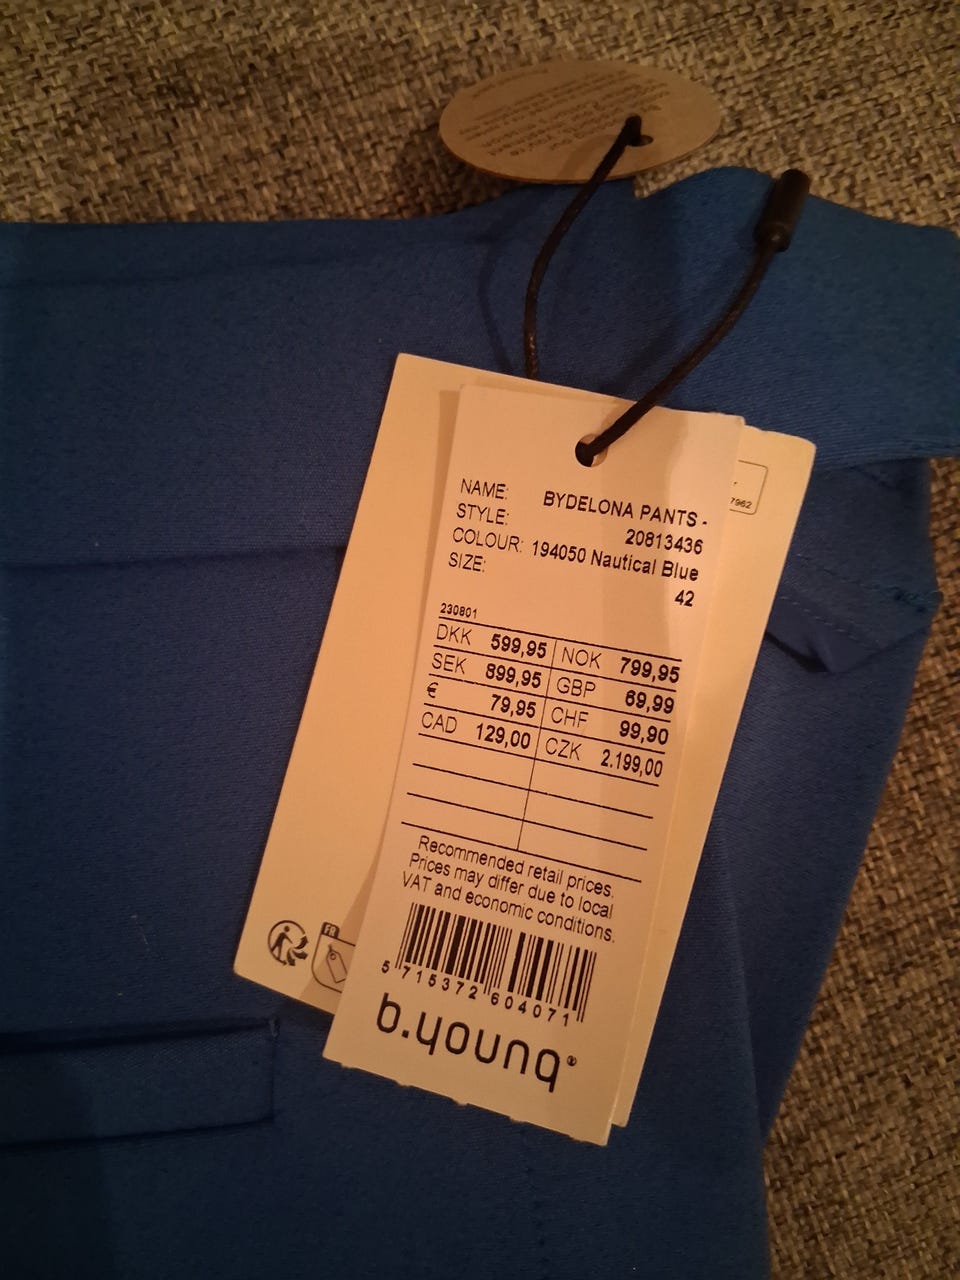 NAME: BYDELONA PANTS -
STYLE: 20813436
COLOUR: 194050 Nautical Blue
SIZE: 42
230801
DKK 599,95 NOK 799,95
SEK 899,95 GBP 69,99
€ 79,95 CHF 99,90
CAD 129,00 CZK 2.199,00
Recommended retail prices.
Prices may differ due to local
VAT and economic conditions.
5 715372 604071
b.young®
FR
7962